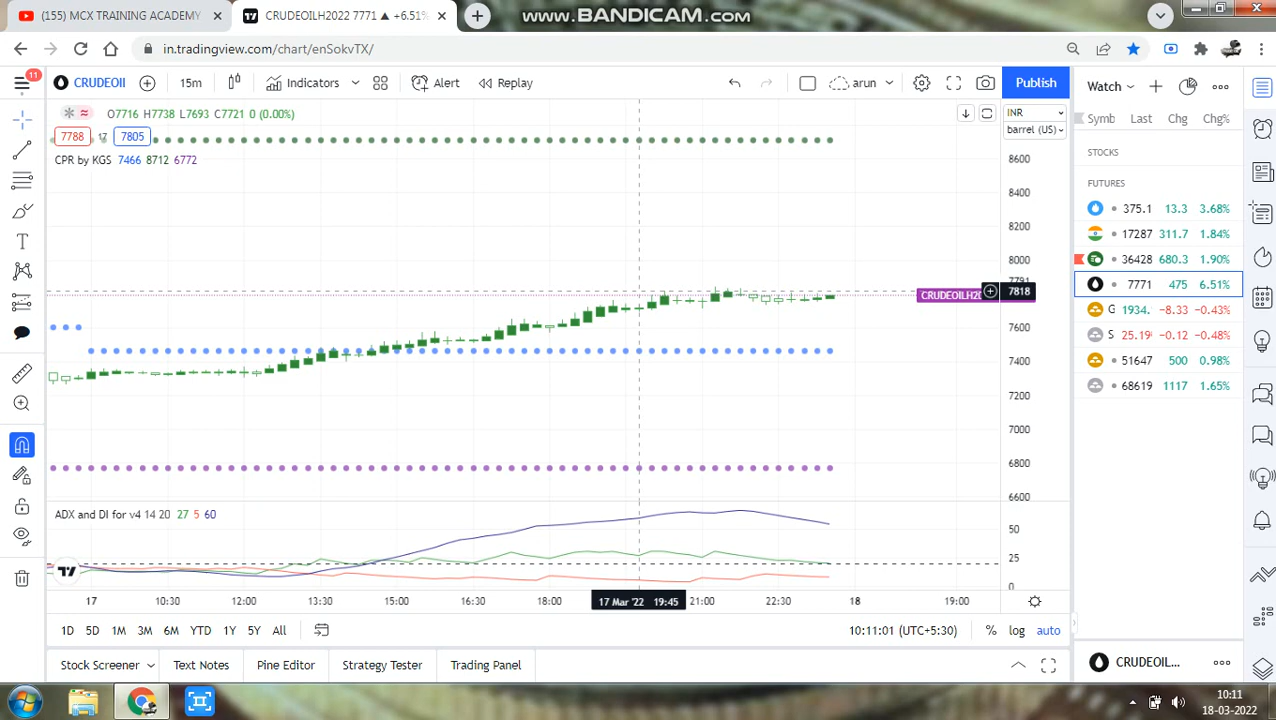 (155) MCX TRAINING ACADEMY
CRUDEOILH2022 7771 ▲ +6.51%
www.BANDICAM.com
in.tradingview.com/chart/enSokvTX/
11
CRUDEOII
15m
Indicators
Alert
Replay
arun
Publish
Watch
O7716 H7738 L7693 C7721 0 (0.00%)
INR
Symb Last Chg Chg%
7788 17 7805
barrel (US)
CPR by KGS 7466 8712 6772
STOCKS
FUTURES
375.1 13.3 3.68%
17287 311.7 1.84%
36428 680.3 1.90%
7771 475 6.51%
G 1934. -8.33 -0.43%
S 25.19 -0.12 -0.48%
51647 500 0.98%
68619 1117 1.65%
8600
8400
8200
8000
7791
CRUDEOILH20
7818
7600
7400
7200
7000
6800
6600
ADX and DI for v4 14 20 27 5 60
50
25
0
17 10:30 12:00 13:30 15:00 16:30 18:00 17 Mar '22 19:45 21:00 22:30 18 19:00
1D 5D 1M 3M 6M YTD 1Y 5Y All
10:11:01 (UTC+5:30) % log auto
Stock Screener Text Notes Pine Editor Strategy Tester Trading Panel
CRUDEOIL...
10:11
18-03-2022